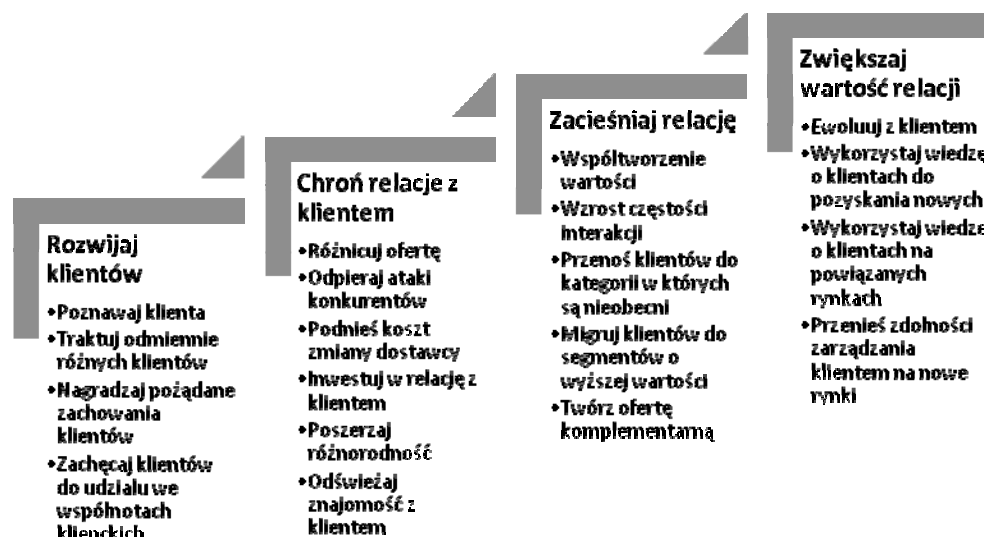 Rozwijaj
klientów
•Poznawaj klienta
•Traktuj odmiennie
różnych klientów
•Nagradzaj pożądane
zachowania
klientów
•Zachęcaj klientów
do udziału we
wspólnotach
klienckich
Chroń relacje z
klientem
•Różnicuj ofertę
•Odpieraj ataki
konkurentów
•Podnieś koszt
zmiany dostawcy
•Inwestuj w relację z
klientem
•Poszerzaj
różnorodność
•Odświeżaj
znajomość z
klientem
Zacieśniaj relację
•Współtworzenie
wartości
•Wzrost częstości
interakcji
•Przenoś klientów do
kategorii w których
są nieobecni
•Migruj klientów do
segmentów o
wyższej wartości
•Twórz ofertę
komplementarną
Zwiększaj
wartość relacji
•Ewoluuj z klientem
•Wykorzystaj wiedzę
o klientach do
pozyskania nowych
•Wykorzystaj wiedzę
o klientach na
powiązanych
rynkach
•Przenieś zdolności
zarządzania
klientem na nowe
rynki